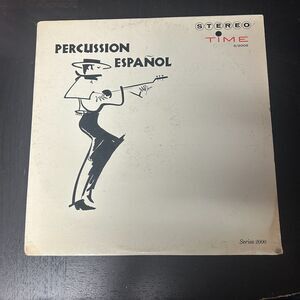 STEREO
TIME
S/2006
PERCUSSION
ESPAÑOL
Series 2000